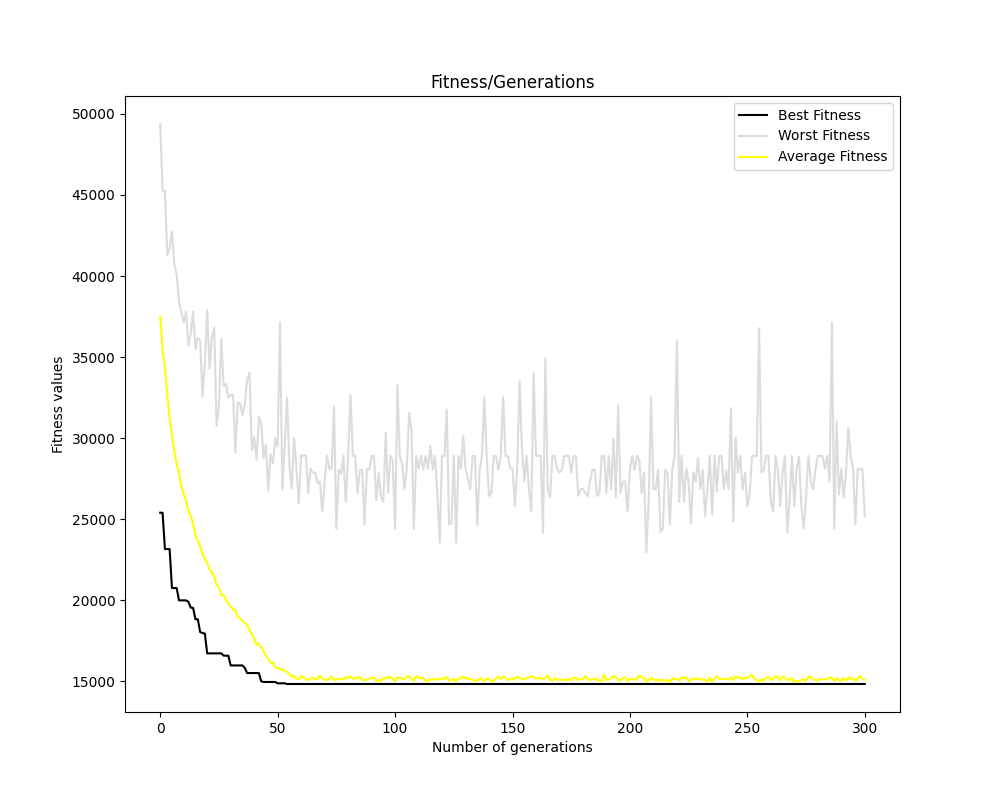 Fitness/Generations
Best Fitness
Worst Fitness
Average Fitness
Fitness values
50000
45000
40000
35000
30000
25000
20000
15000
0 50 100 150 200 250 300
Number of generations